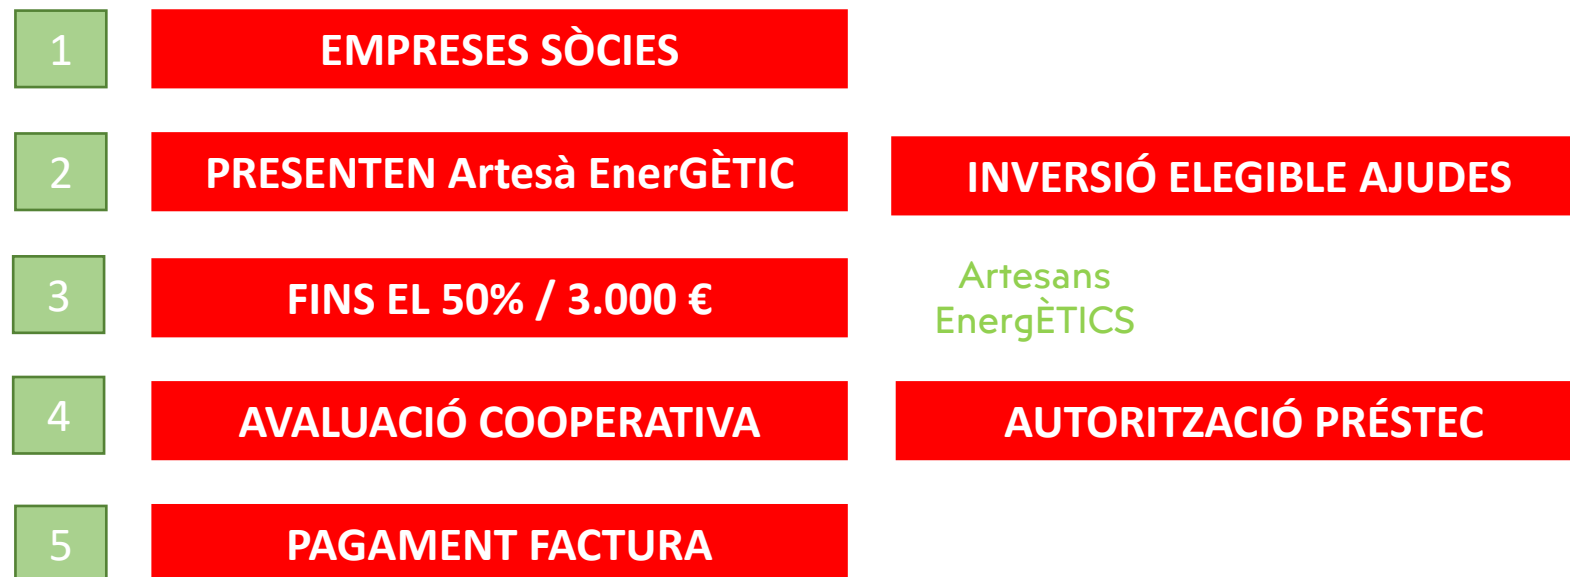 1
EMPRESES SÒCIES
2
PRESENTEN Artesà EnerGÈTIC
INVERSIÓ ELEGIBLE AJUDES
3
FINS EL 50% / 3.000 €
Artesans
EnergÈTICS
4
AVALUACIÓ COOPERATIVA
AUTORITZACIÓ PRÉSTEC
5
PAGAMENT FACTURA